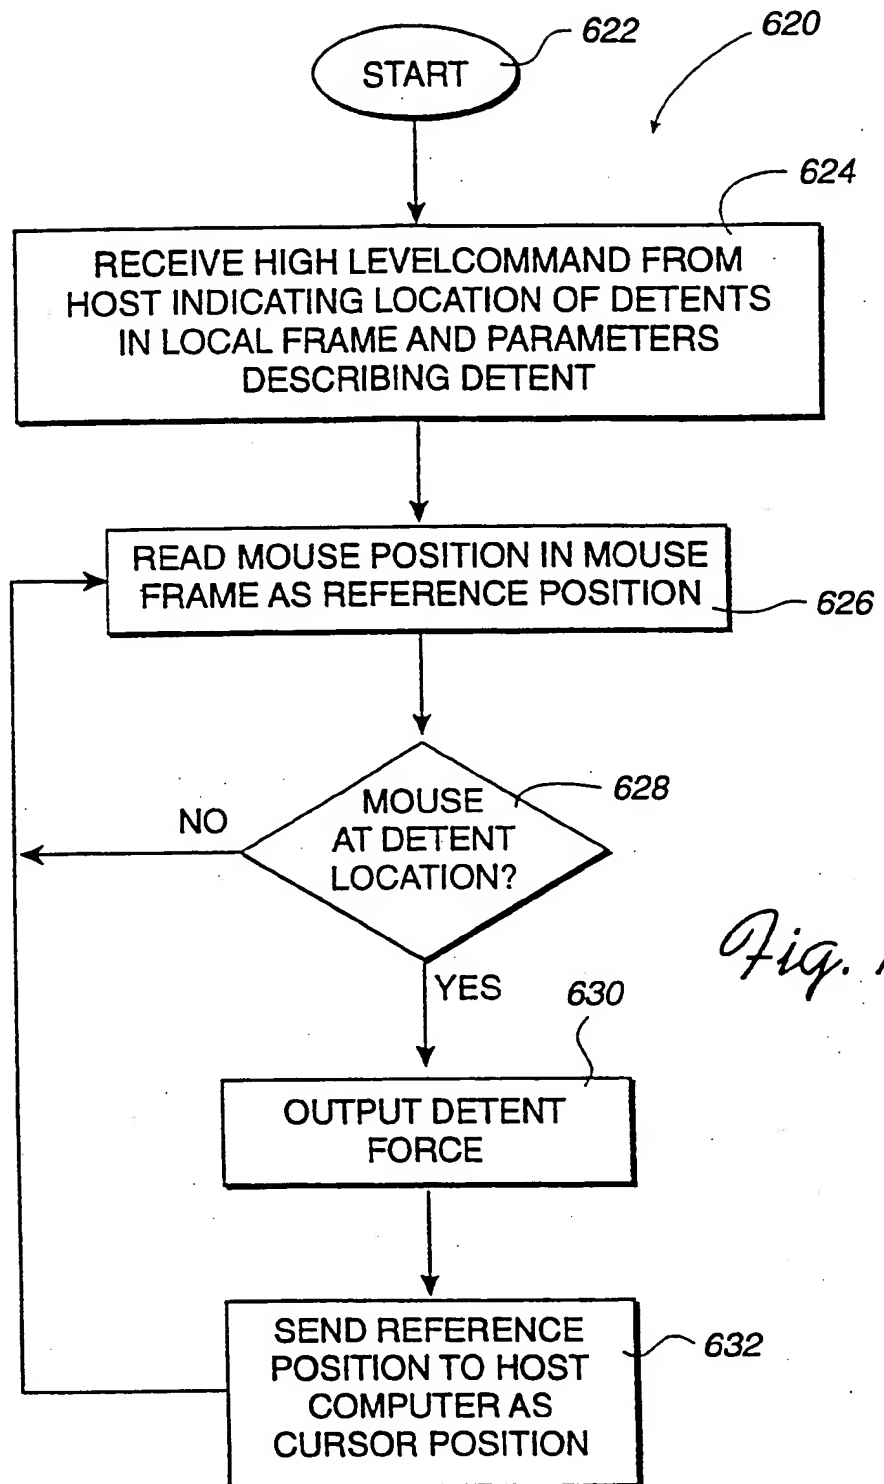 622
620
START
624
RECEIVE HIGH LEVELCOMMAND FROM
HOST INDICATING LOCATION OF DETENTS
IN LOCAL FRAME AND PARAMETERS
DESCRIBING DETENT
READ MOUSE POSITION IN MOUSE
FRAME AS REFERENCE POSITION
626
628
MOUSE
AT DETENT
LOCATION?
NO
YES
Fig.
630
OUTPUT DETENT
FORCE
SEND REFERENCE
POSITION TO HOST
COMPUTER AS
CURSOR POSITION
632